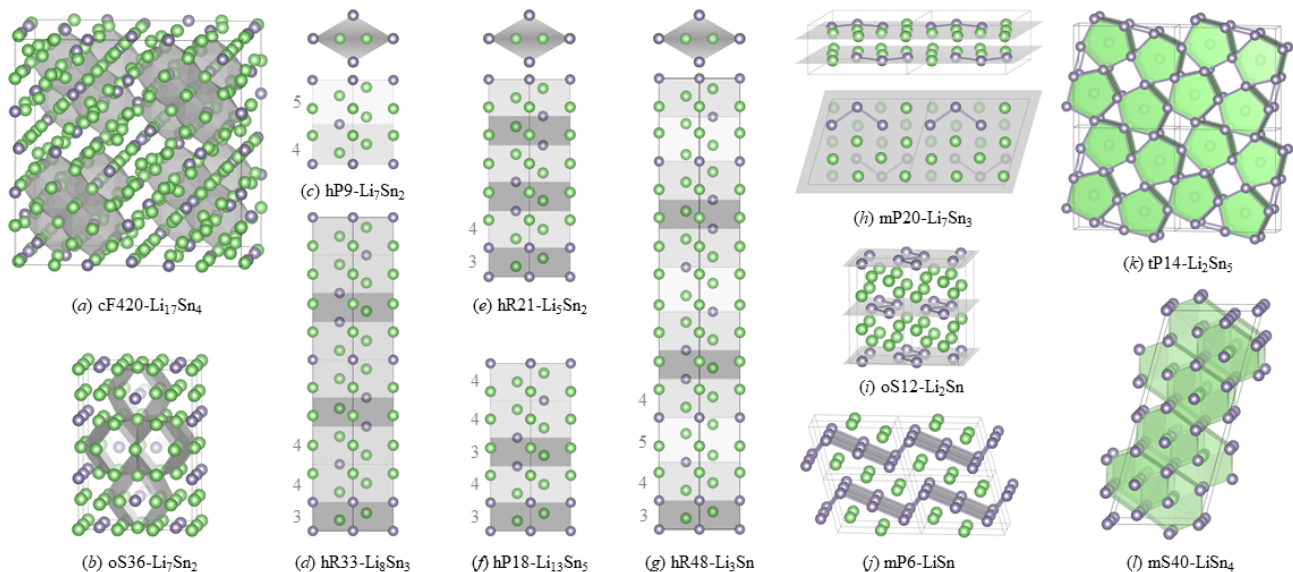 5
4
(c) hP9-Li₇Sn₂
(a) cF420-Li₁₇Sn₄
(b) oS36-Li₇Sn₂
4
4
3
(d) hR33-Li₈Sn₃
4
3
(e) hR21-Li₅Sn₂
4
4
3
4
3
(f) hP18-Li₁₃Sn₅
4
5
4
3
(g) hR48-Li₃Sn
(h) mP20-Li₇Sn₃
(i) oS12-Li₂Sn
(j) mP6-LiSn
(k) tP14-Li₂Sn₅
(l) mS40-LiSn₄